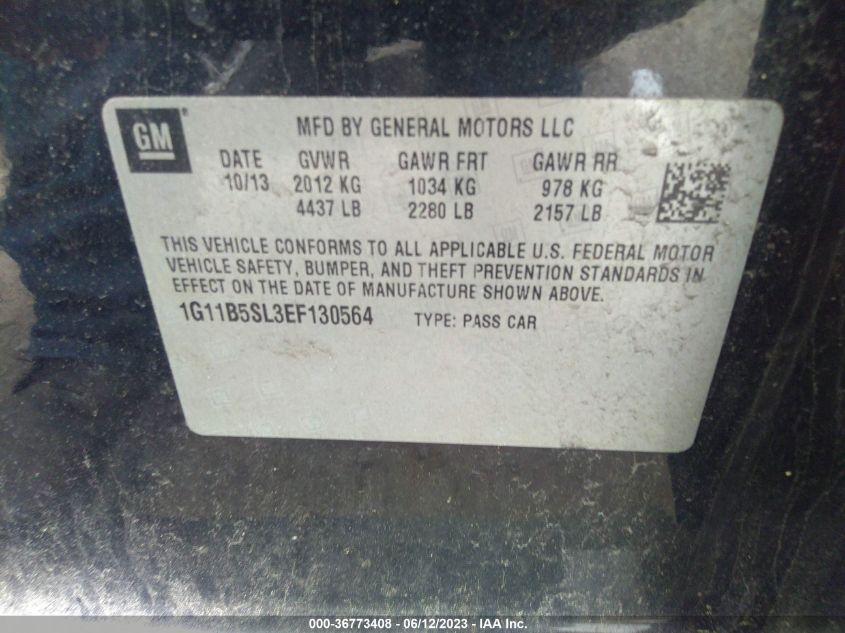 GM
MFD BY GENERAL MOTORS LLC
DATE GVWR GAWR FRT GAWR RR
10/13 2012 KG 1034 KG 978 KG
4437 LB 2280 LB 2157 LB
THIS VEHICLE CONFORMS TO ALL APPLICABLE U.S. FEDERAL MOTOR
VEHICLE SAFETY, BUMPER, AND THEFT PREVENTION STANDARDS IN
EFFECT ON THE DATE OF MANUFACTURE SHOWN ABOVE.
1G11B5SL3EF130564 TYPE: PASS CAR
000-36773408 - 06/12/2023 - IAA Inc.